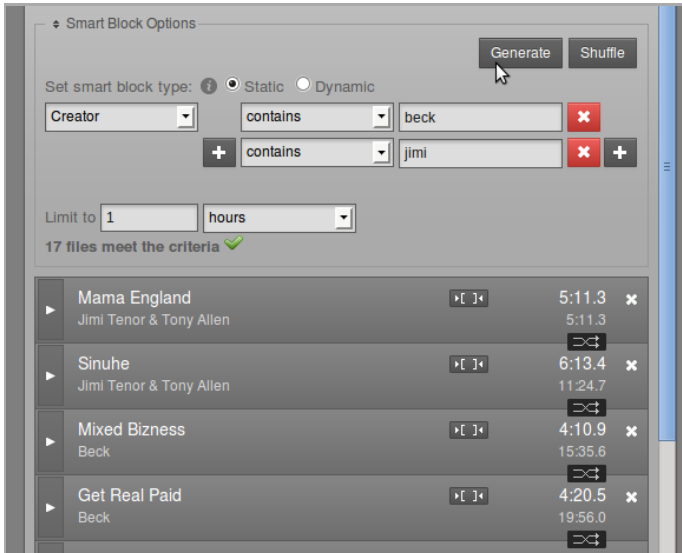 Smart Block Options
Generate Shuffle
Set smart block type: Static Dynamic
Creator contains beck
contains jimi
Limit to 1 hours
17 files meet the criteria
Mama England 5:11.3
Jimi Tenor & Tony Allen 5:11.3
Sinuhe 6:13.4
Jimi Tenor & Tony Allen 11:24.7
Mixed Bizness 4:10.9
Beck 15:35.6
Get Real Paid 4:20.5
Beck 19:56.0